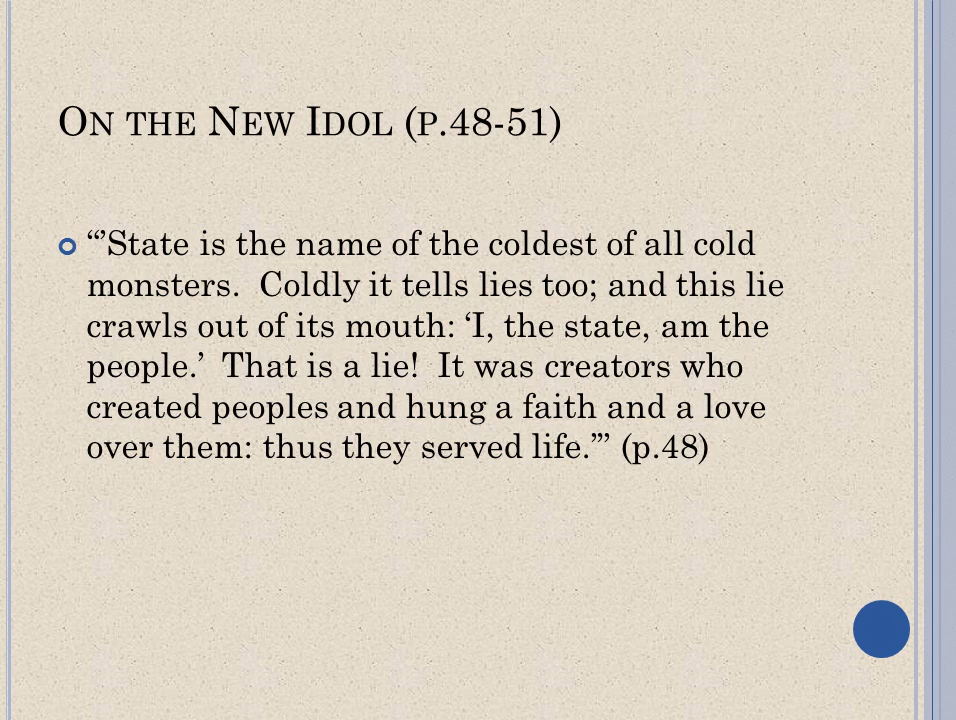 ON THE NEW IDOL (P.48-51)
“’State is the name of the coldest of all cold
monsters.  Coldly it tells lies too; and this lie
crawls out of its mouth: ‘I, the state, am the
people.’  That is a lie!  It was creators who
created peoples and hung a faith and a love
over them: thus they served life.’” (p.48)